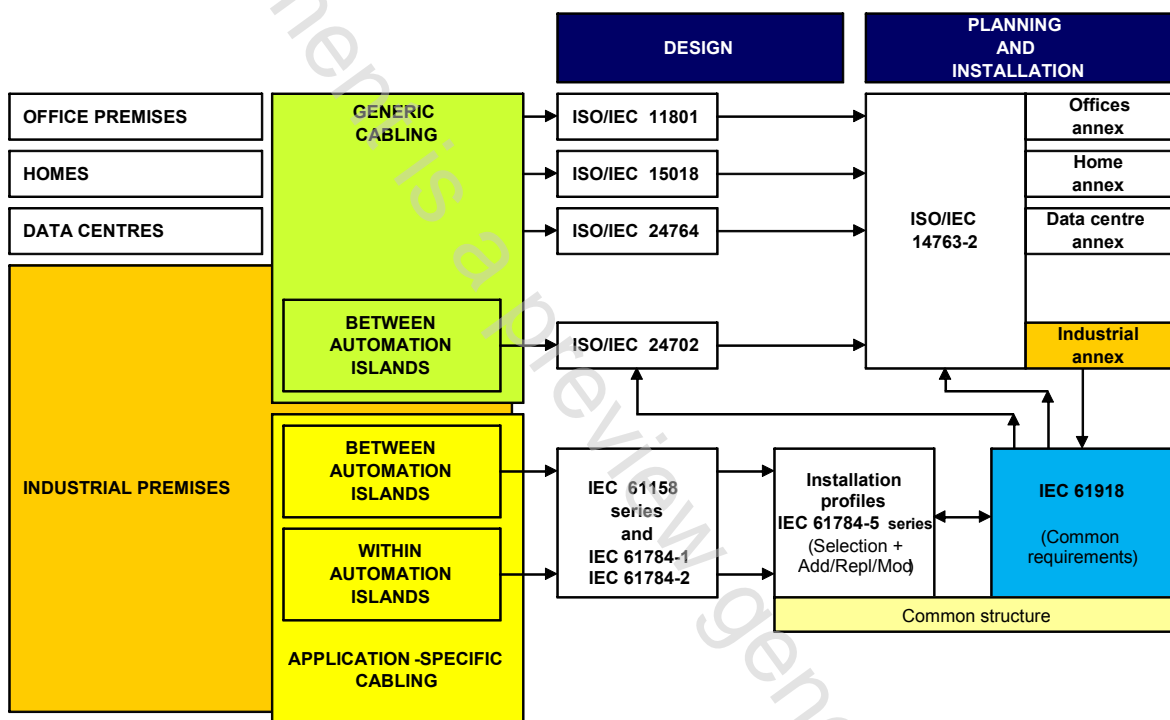 DESIGN
PLANNING
AND
INSTALLATION
OFFICE PREMISES
GENERIC
CABLING
ISO/IEC 11801
Offices
annex
HOMES
ISO/IEC 15018
Home
annex
DATA CENTRES
ISO/IEC 24764
ISO/IEC
14763-2
Data centre
annex
BETWEEN
AUTOMATION
ISLANDS
ISO/IEC 24702
Industrial
annex
INDUSTRIAL PREMISES
BETWEEN
AUTOMATION
ISLANDS
WITHIN
AUTOMATION
ISLANDS
APPLICATION -SPECIFIC
CABLING
IEC 61158
series
and
IEC 61784-1
IEC 61784-2
Installation
profiles
IEC 61784-5 series
(Selection +
Add/Repl/Mod)
IEC 61918
(Common
requirements)
Common structure
is a preview